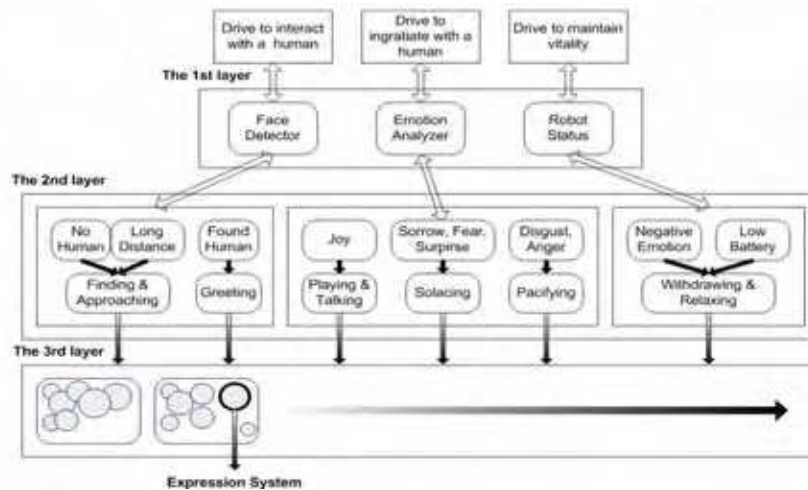 Drive to interact
with a human
Drive to
ingratiate with a
human
Drive to maintain
vitality
The 1st layer
Face
Detector
Emotion
Analyzer
Robot
Status
The 2nd layer
No
Human
Long
Distance
Found
Human
Joy
Sorrow, Fear,
Surpirse
Disgust,
Anger
Negative
Emotion
Low
Battery
Finding &
Approaching
Greeting
Playing &
Talking
Solacing
Pacifying
Withdrawing &
Relaxing
The 3rd layer
Expression System